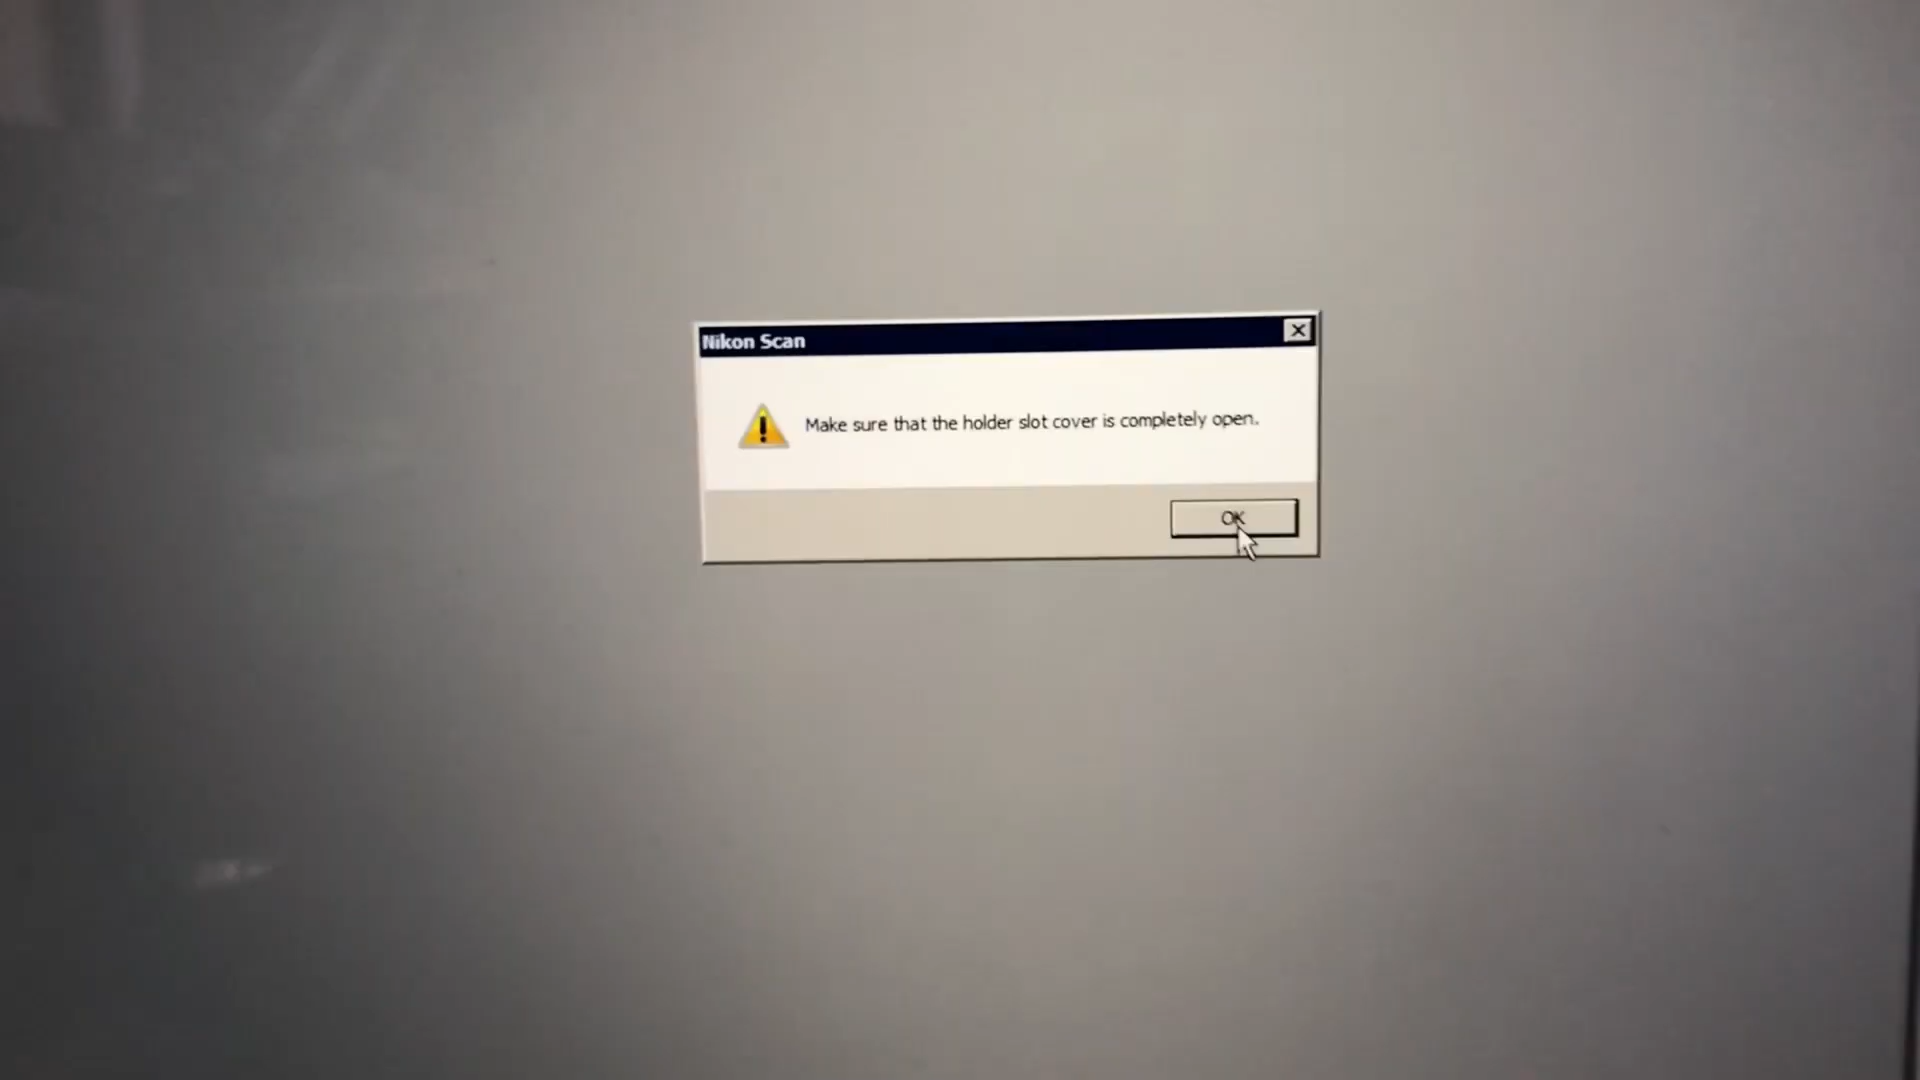 Nikon Scan
Make sure that the holder slot cover is completely open.
OK